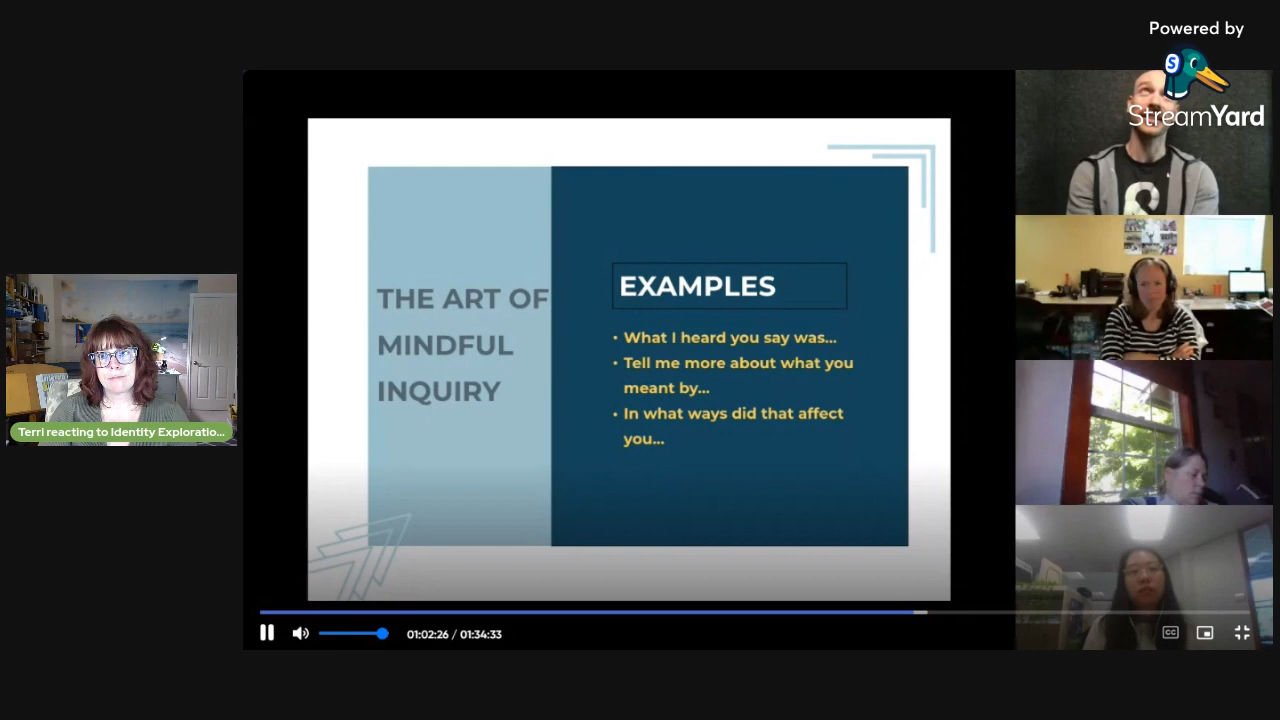 Powered by
S
StreamYard
THE ART OF
MINDFUL
INQUIRY
EXAMPLES
• What I heard you say was...
• Tell me more about what you
meant by...
• In what ways did that affect
you...
Terri reacting to Identity Exploratio...
01:02:26 / 01:34:33
CC